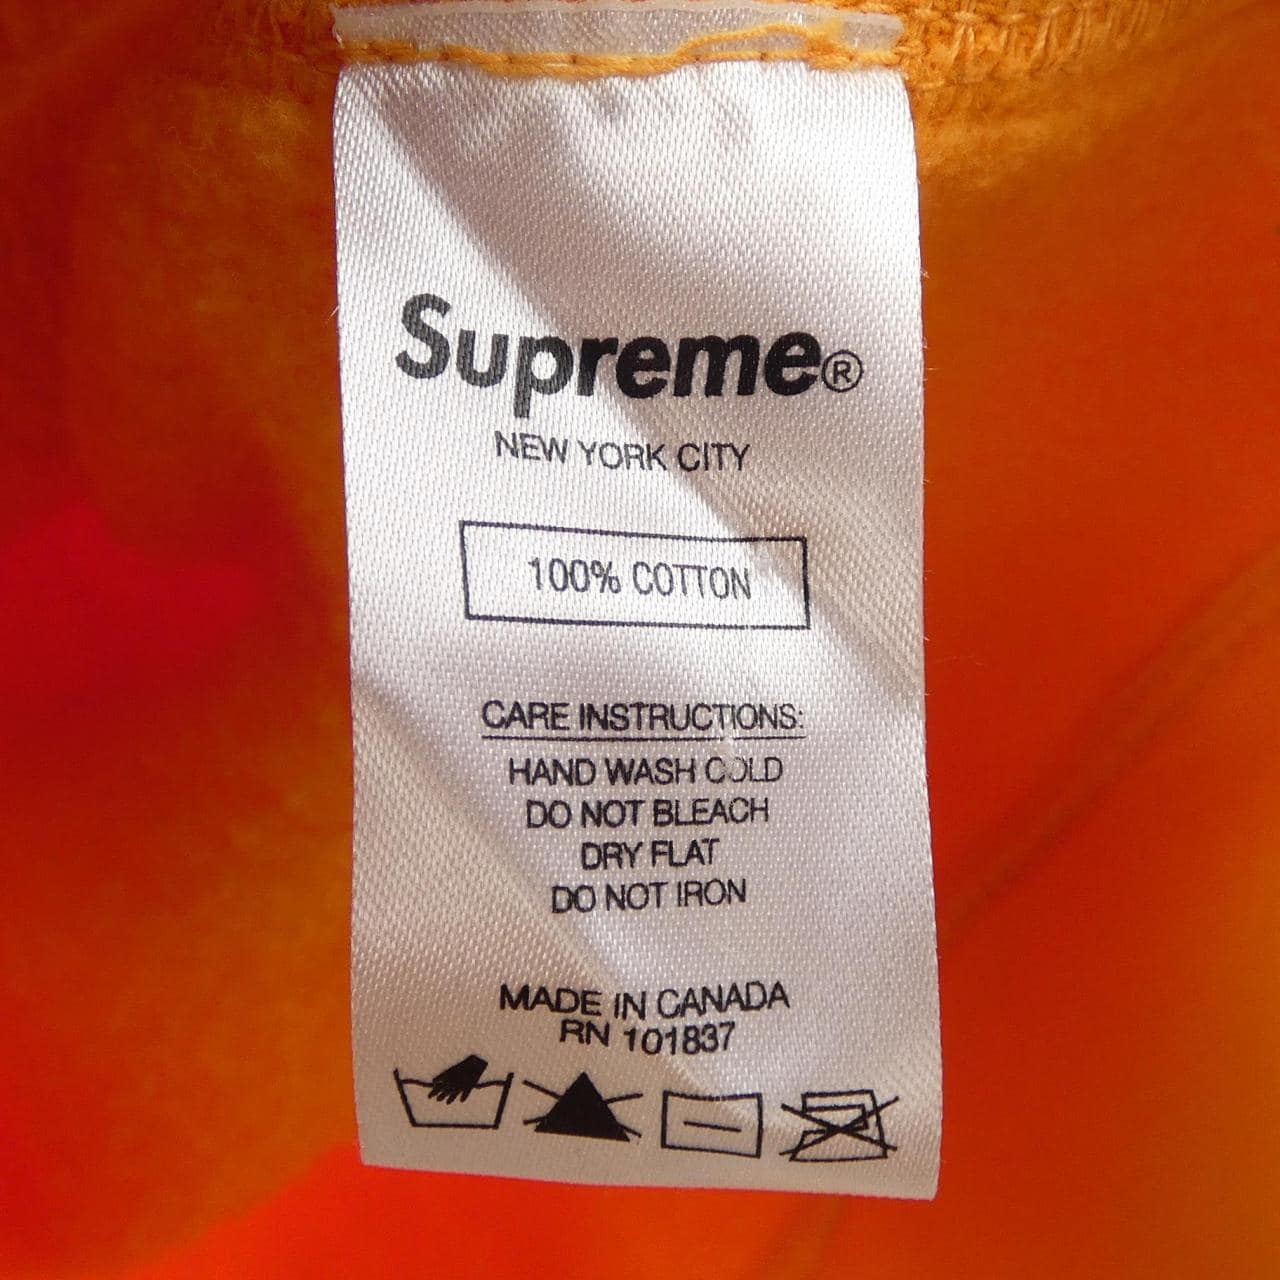 Supreme®
NEW YORK CITY
100% COTTON
CARE INSTRUCTIONS:
HAND WASH COLD
DO NOT BLEACH
DRY FLAT
DO NOT IRON
MADE IN CANADA
RN 101837